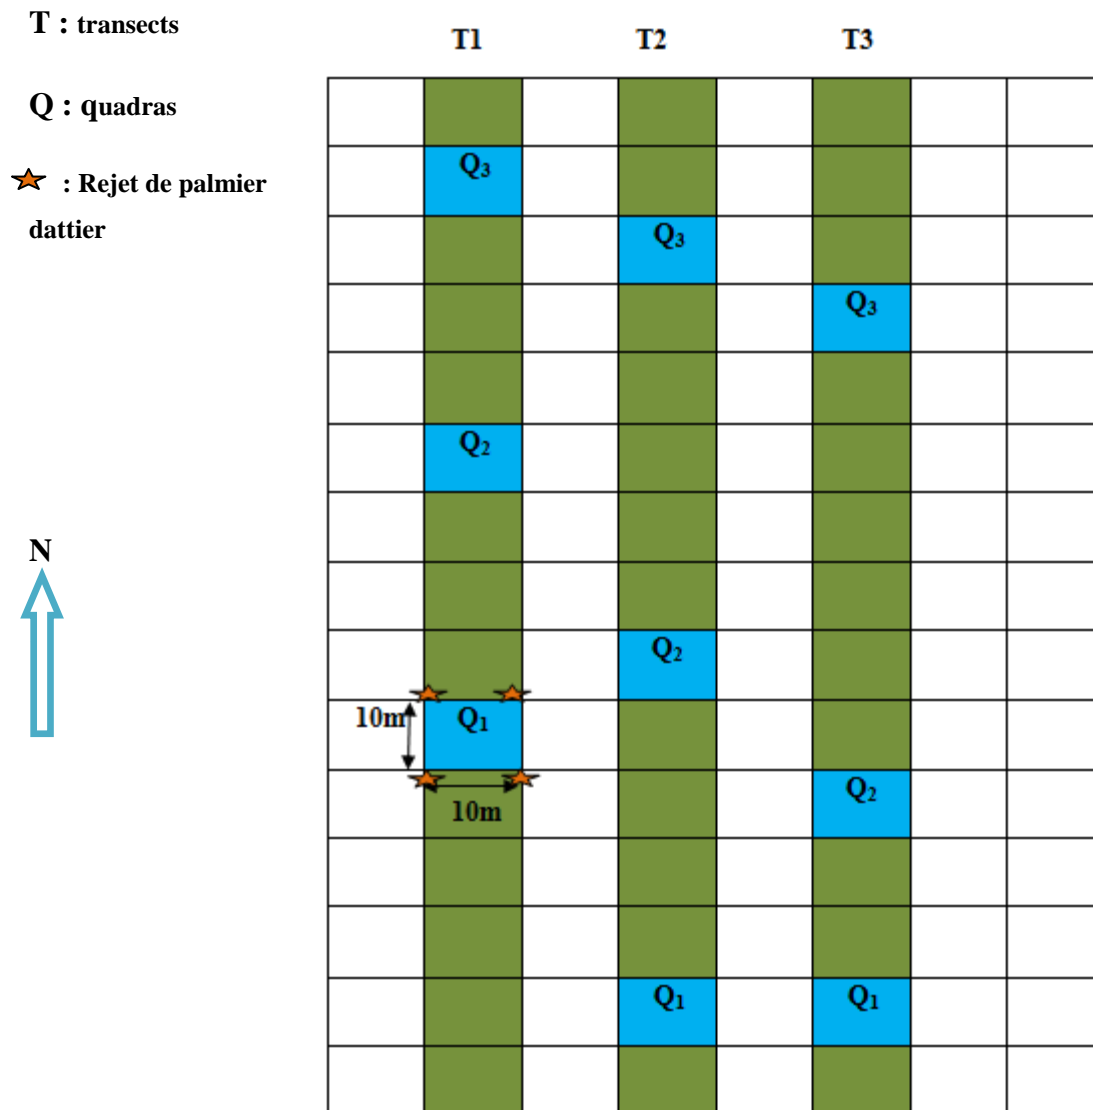 T : transects
T1 T2 T3
Q : quadras
: Rejet de palmier
dattier
Q₃
Q₃
Q₃
Q₂
N
Q₂
10m Q₁
Q₂
10m
Q₁ Q₁